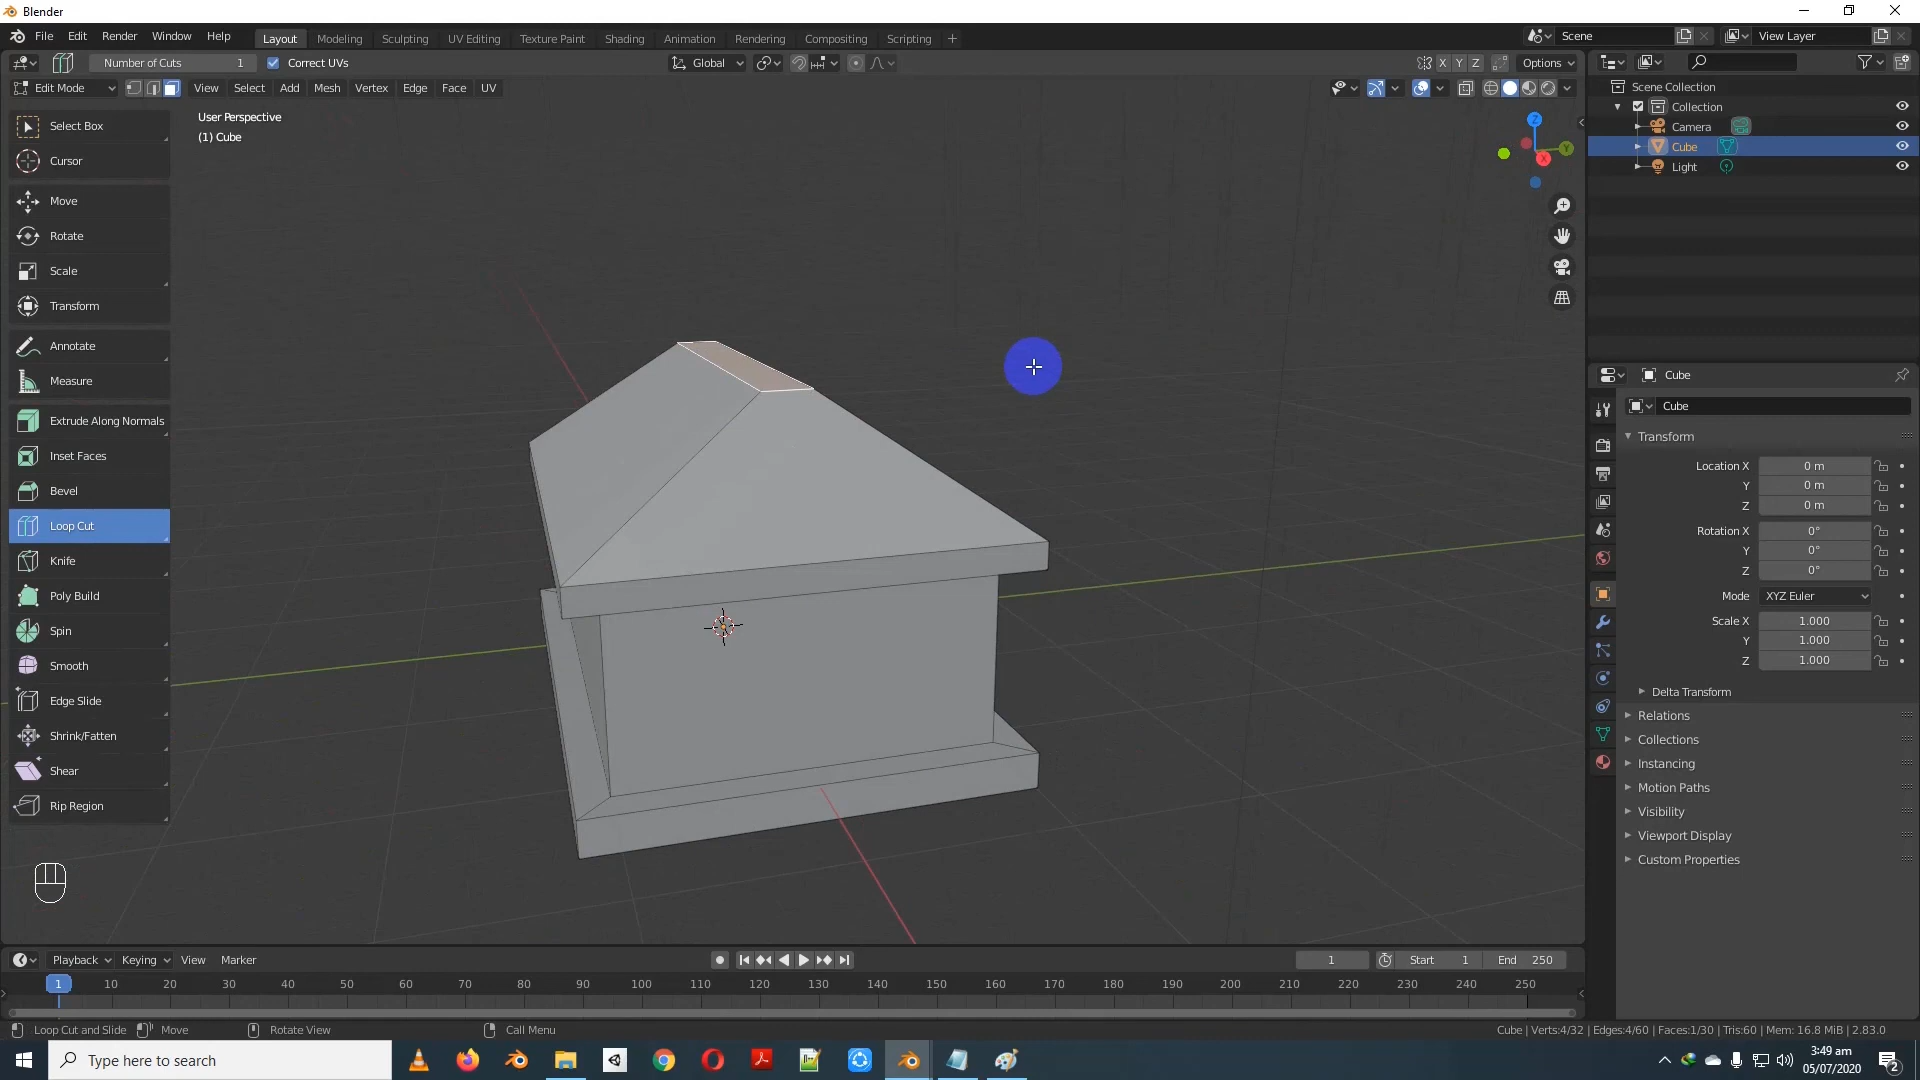 Blender
File Edit Render Window Help
Layout Modeling Sculpting UV Editing Texture Paint Shading Animation Rendering Compositing Scripting +
Scene
View Layer
Number of Cuts 1 Correct UVs
Global
X Y Z Options
Edit Mode View Select Add Mesh Vertex Edge Face UV
User Perspective
(1) Cube
Select Box
Cursor
Move
Rotate
Scale
Transform
Annotate
Measure
Extrude Along Normals
Inset Faces
Bevel
Loop Cut
Knife
Poly Build
Spin
Smooth
Edge Slide
Shrink/Fatten
Shear
Rip Region
Z
Y
X
Scene Collection
Collection
Camera
Cube
Light
Cube
Cube
Transform
Location X 0 m
Y 0 m
Z 0 m
Rotation X 0°
Y 0°
Z 0°
Mode XYZ Euler
Scale X 1.000
Y 1.000
Z 1.000
Delta Transform
Relations
Collections
Instancing
Motion Paths
Visibility
Viewport Display
Custom Properties
Playback Keying View Marker
1 Start 1 End 250
1 10 20 30 40 50 60 70 80 90 100 110 120 130 140 150 160 170 180 190 200 210 220 230 240 250
Loop Cut and Slide Move Rotate View Call Menu
Cube | Verts:4/32 | Edges:4/60 | Faces:1/30 | Tris:60 | Mem: 16.8 MiB | 2.83.0
Type here to search
3:49 am
05/07/2020
2